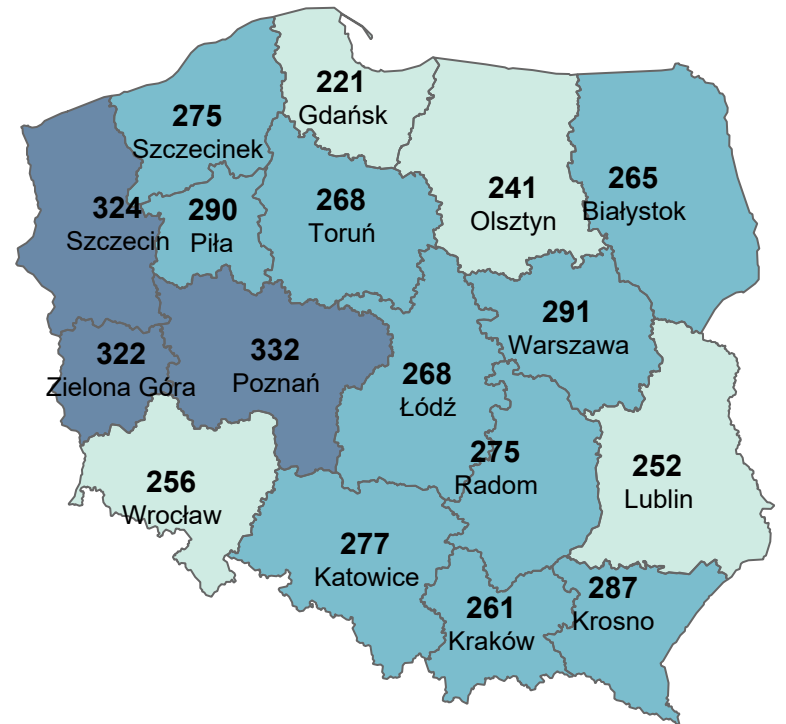 221
Gdańsk
275
Szczecinek
324
Szczecin
290
Piła
268
Toruń
241
Olsztyn
265
Białystok
322
Zielona Góra
332
Poznań
291
Warszawa
268
Łódź
275
Radom
252
Lublin
256
Wrocław
277
Katowice
261
Kraków
287
Krosno